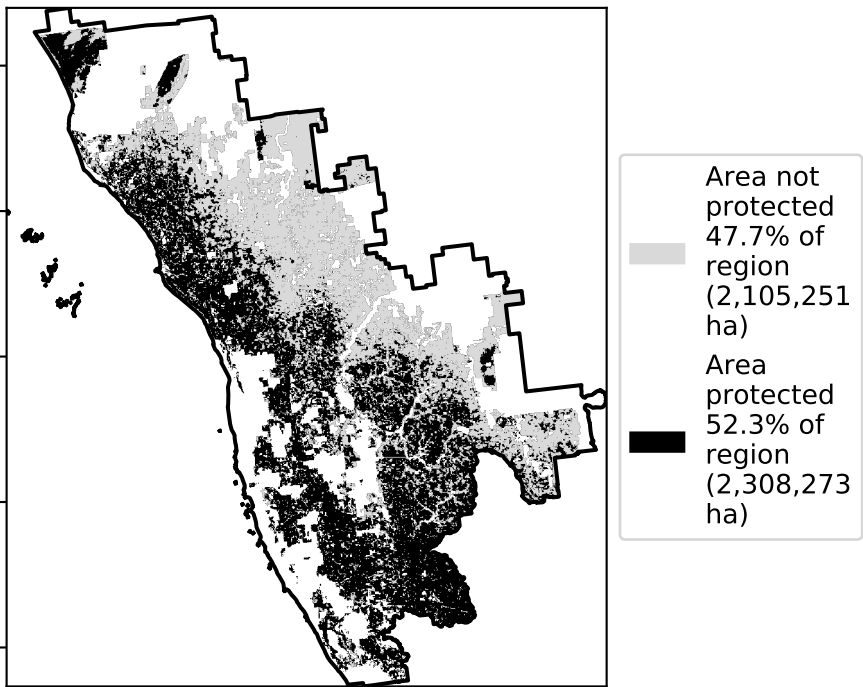 Area not
protected
47.7% of
region
(2,105,251
ha)
Area
protected
52.3% of
region
(2,308,273
ha)